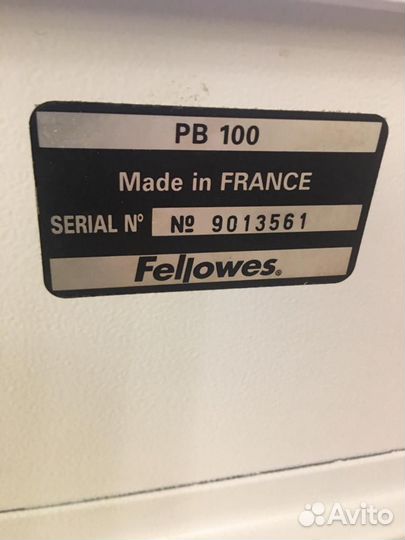 PB 100
Made in FRANCE
SERIAL N° № 9013561
Fellowes®
Avito